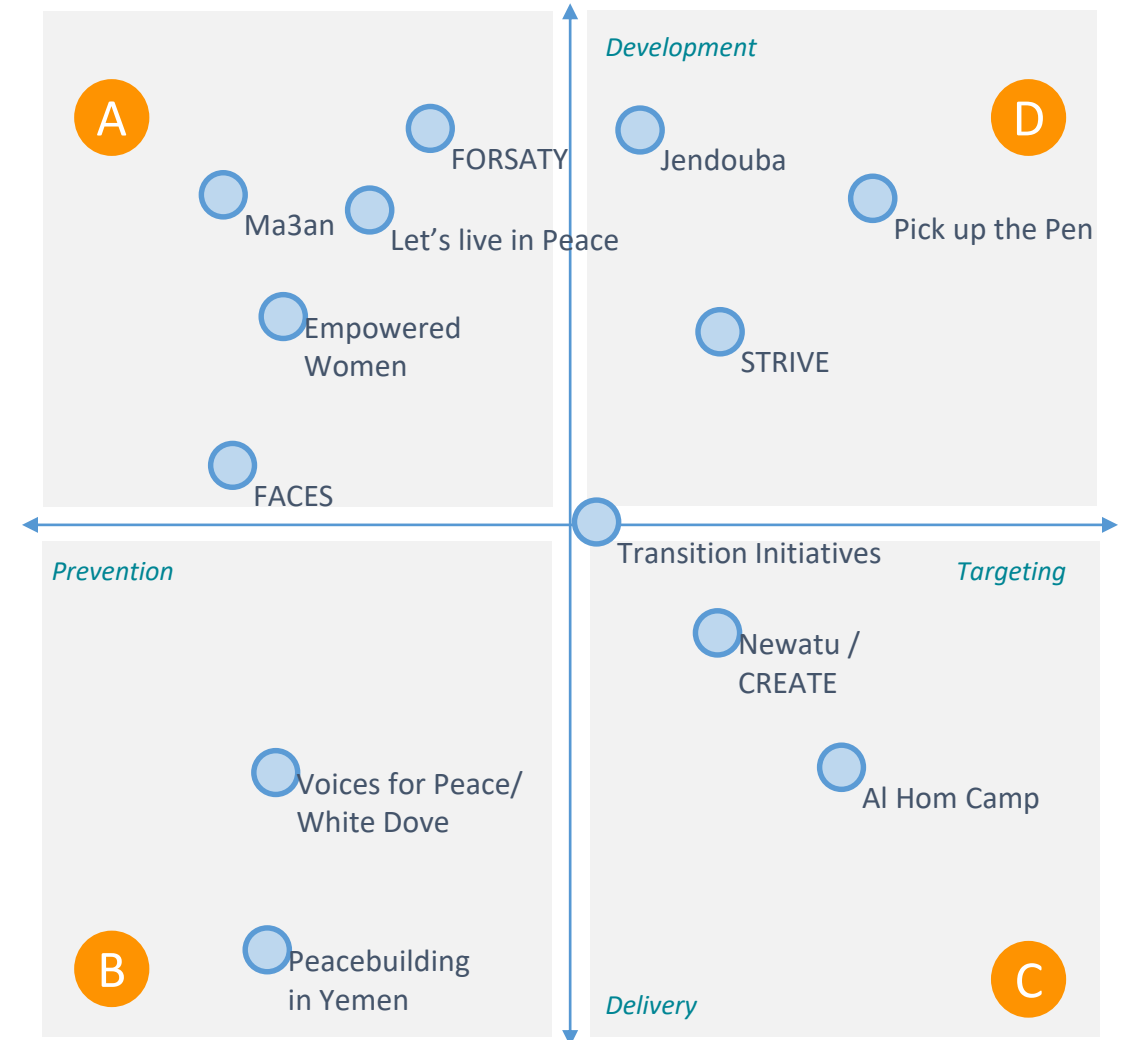 Development
A
D
FORSATY
Jendouba
Ma3an
Let’s live in Peace
Pick up the Pen
Empowered
Women
STRIVE
FACES
Transition Initiatives
Prevention
Targeting
Newatu /
CREATE
Voices for Peace/
White Dove
Al Hom Camp
B
Peacebuilding
in Yemen
C
Delivery